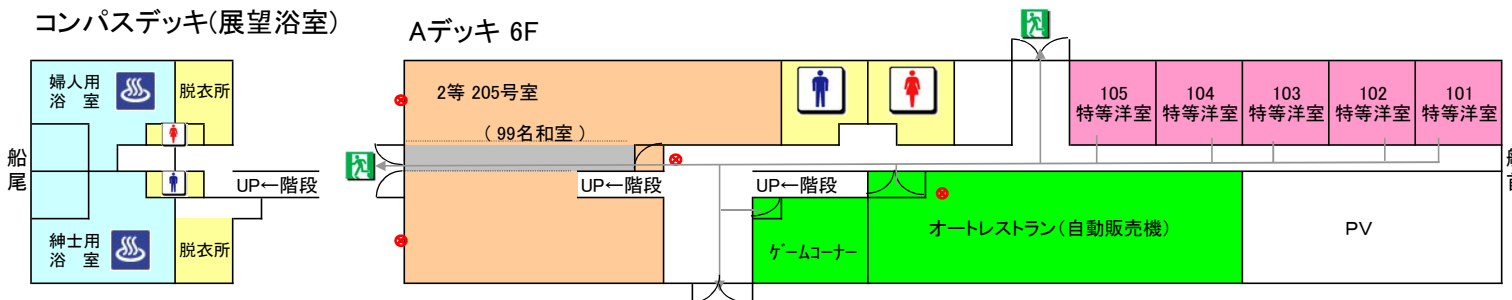 コンパスデッキ(展望浴室)
Aデッキ 6F
婦人用
浴 室
脱衣所
船
尾
UP←階段
紳士用
浴 室
脱衣所
2等 205号室
( 99名和室 )
UP←階段
UP←階段
105
特等洋室
104
特等洋室
103
特等洋室
102
特等洋室
101
特等洋室
ゲームコーナー
オートレストラン(自動販売機)
PV